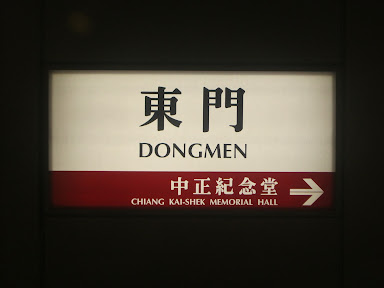 東門
DONGMEN
中正紀念堂
CHIANG KAI-SHEK MEMORIAL HALL